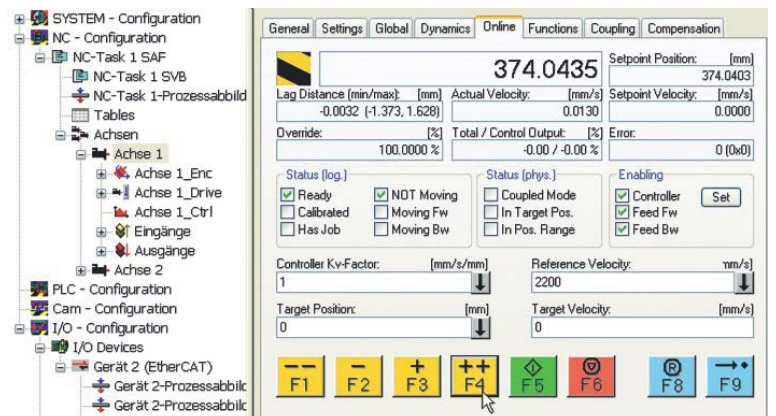 SYSTEM - Configuration
NC - Configuration
NC-Task 1 SAF
NC-Task 1 SVB
NC-Task 1-Prozessabbild
Tables
Achsen
Achse 1
Achse 1_Enc
Achse 1_Drive
Achse 1_Ctrl
Eingänge
Ausgänge
Achse 2
PLC - Configuration
Cam - Configuration
I/O - Configuration
I/O Devices
Gerät 2 (EtherCAT)
Gerät 2-Prozessabbild
Gerät 2-Prozessabbild
General Settings Global Dynamics Online Functions Coupling Compensation
374.0435
Setpoint Position: [mm]
374.0403
Lag Distance (min/max): [mm] Actual Velocity: [mm/s] Setpoint Velocity: [mm/s]
-0.0032 (-1.373, 1.628) 0.0130 0.0000
Override: [%] Total / Control Output: [%] Error:
100.0000 % -0.00 / -0.00 % 0 (0x0)
Status (log.) Status (phys.) Enabling
Ready NOT Moving Coupled Mode Controller Set
Calibrated Moving Fw In Target Pos. Feed Fw
Has Job Moving Bw In Pos. Range Feed Bw
Controller Kv-Factor: [mm/s/mm] Reference Velocity: mm/s]
1 2200
Target Position: [mm] Target Velocity: [mm/s]
0 0
-- - + ++ R
F1 F2 F3 F4 F5 F6 F8 F9